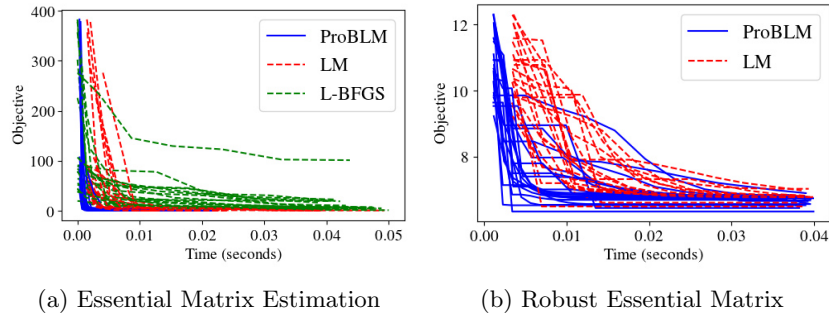 400
300
200
100
0
Objective
0.00 0.01 0.02 0.03 0.04 0.05
Time (seconds)
ProBLM
LM
L-BFGS
12
10
8
Objective
0.00 0.01 0.02 0.03 0.04
Time (seconds)
ProBLM
LM
(a) Essential Matrix Estimation
(b) Robust Essential Matrix